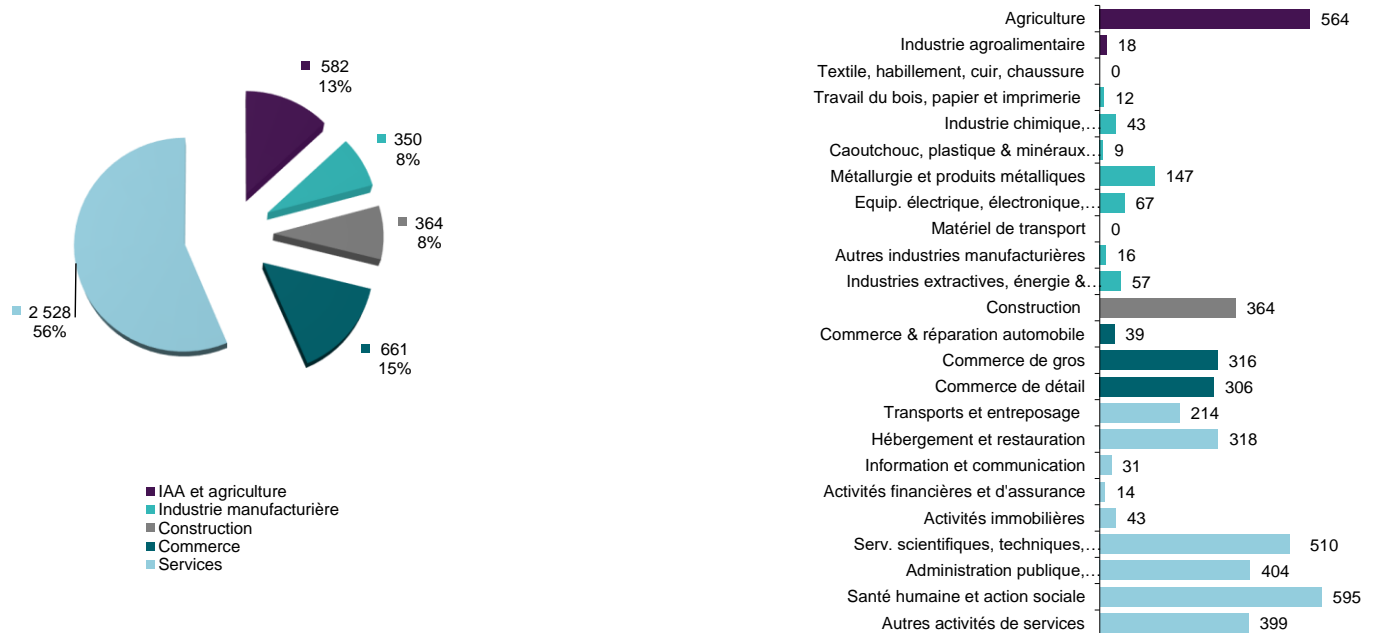 582
13%
350
8%
364
8%
661
15%
2 528
56%
IAA et agriculture
Industrie manufacturière
Construction
Commerce
Services
Agriculture 564
Industrie agroalimentaire 18
Textile, habillement, cuir, chaussure 0
Travail du bois, papier et imprimerie 12
Industrie chimique,… 43
Caoutchouc, plastique & minéraux… 9
Métallurgie et produits métalliques 147
Equip. électrique, électronique,… 67
Matériel de transport 0
Autres industries manufacturières 16
Industries extractives, énergie &… 57
Construction 364
Commerce & réparation automobile 39
Commerce de gros 316
Commerce de détail 306
Transports et entreposage 214
Hébergement et restauration 318
Information et communication 31
Activités financières et d'assurance 14
Activités immobilières 43
Serv. scientifiques, techniques,… 510
Administration publique,… 404
Santé humaine et action sociale 595
Autres activités de services 399